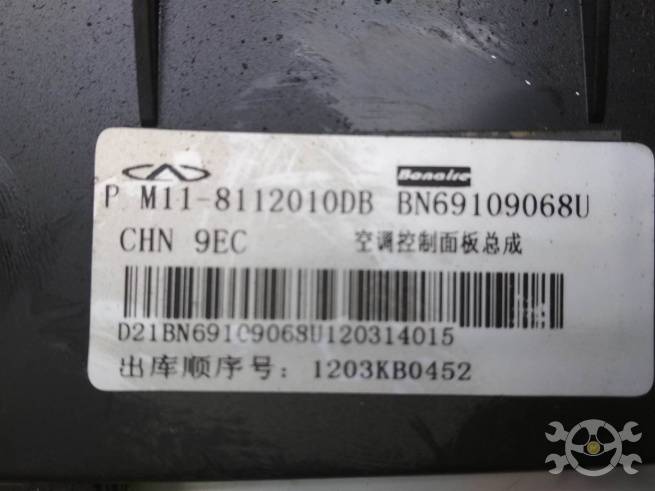 Bonaire
P M11-8112010DB BN69109068U
CHN 9EC 空调控制面板总成
D21BN69109068U120314015
出库顺序号: 1203KB0452